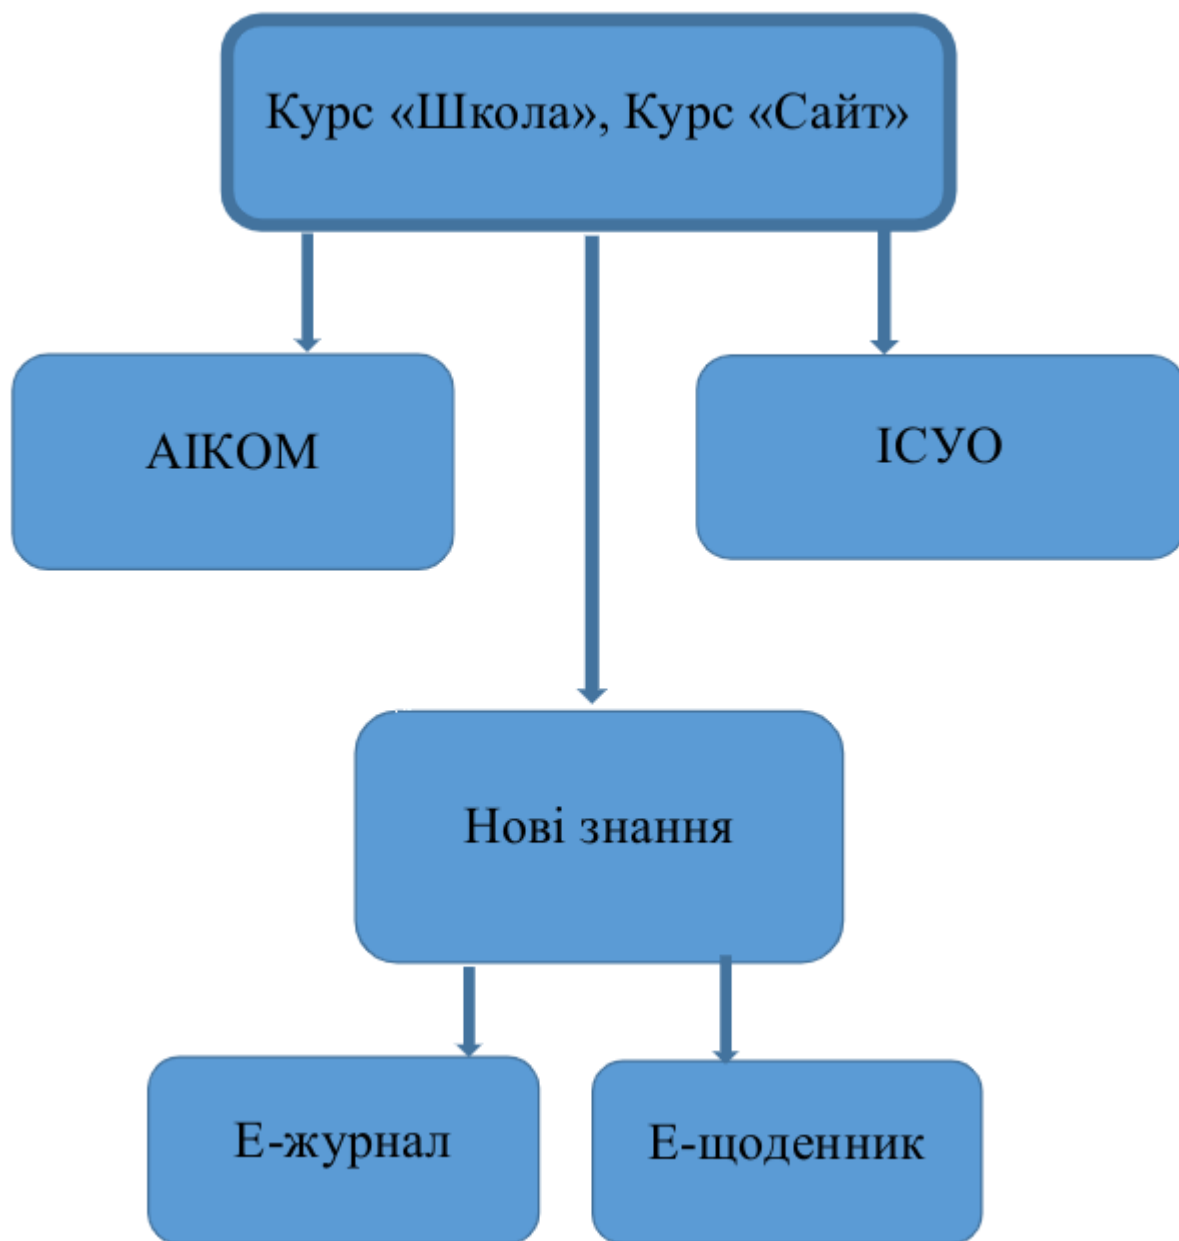 Курс «Школа», Курс «Сайт»
АІКОМ
ІСУО
Нові знання
Е-журнал
Е-щоденник